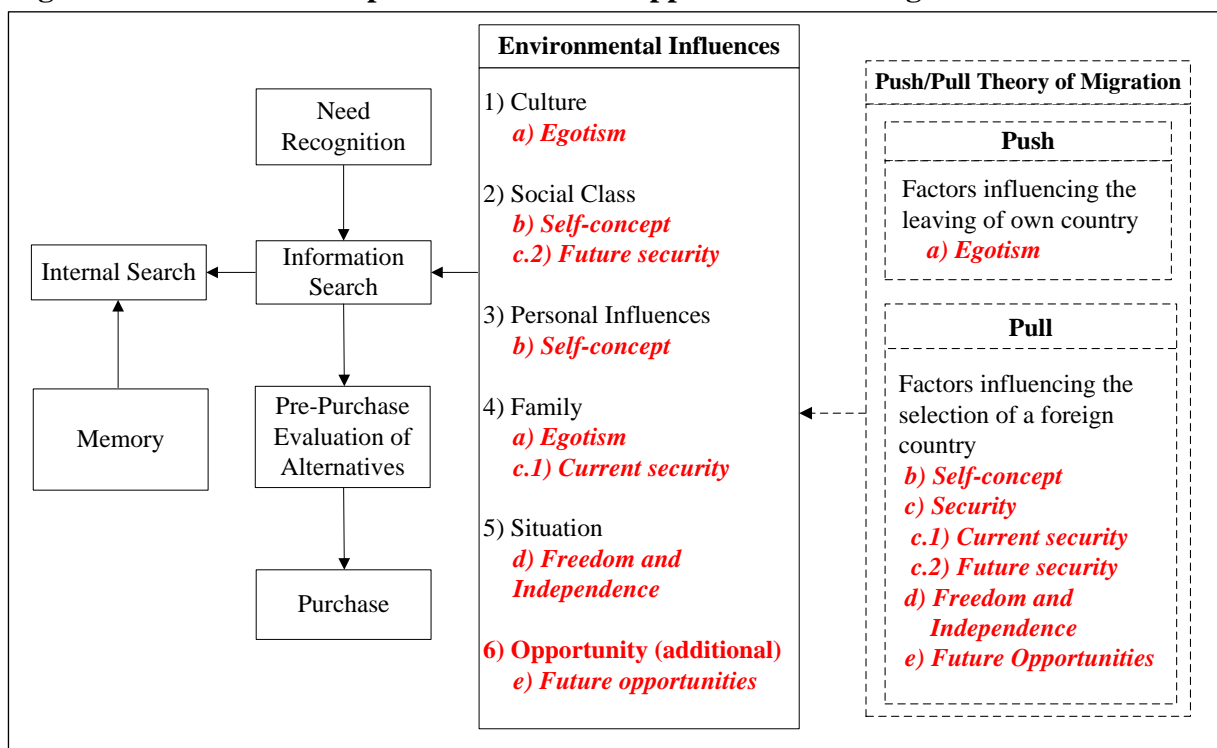 Need
Recognition
Information
Search
Internal Search
Memory
Pre-Purchase
Evaluation of
Alternatives
Purchase
Environmental Influences
1) Culture
a) Egotism
2) Social Class
b) Self-concept
c.2) Future security
3) Personal Influences
b) Self-concept
4) Family
a) Egotism
c.1) Current security
5) Situation
d) Freedom and
Independence
6) Opportunity (additional)
e) Future opportunities
Push/Pull Theory of Migration
Push
Factors influencing the
leaving of own country
a) Egotism
Pull
Factors influencing the
selection of a foreign
country
b) Self-concept
c) Security
c.1) Current security
c.2) Future security
d) Freedom and
Independence
e) Future Opportunities